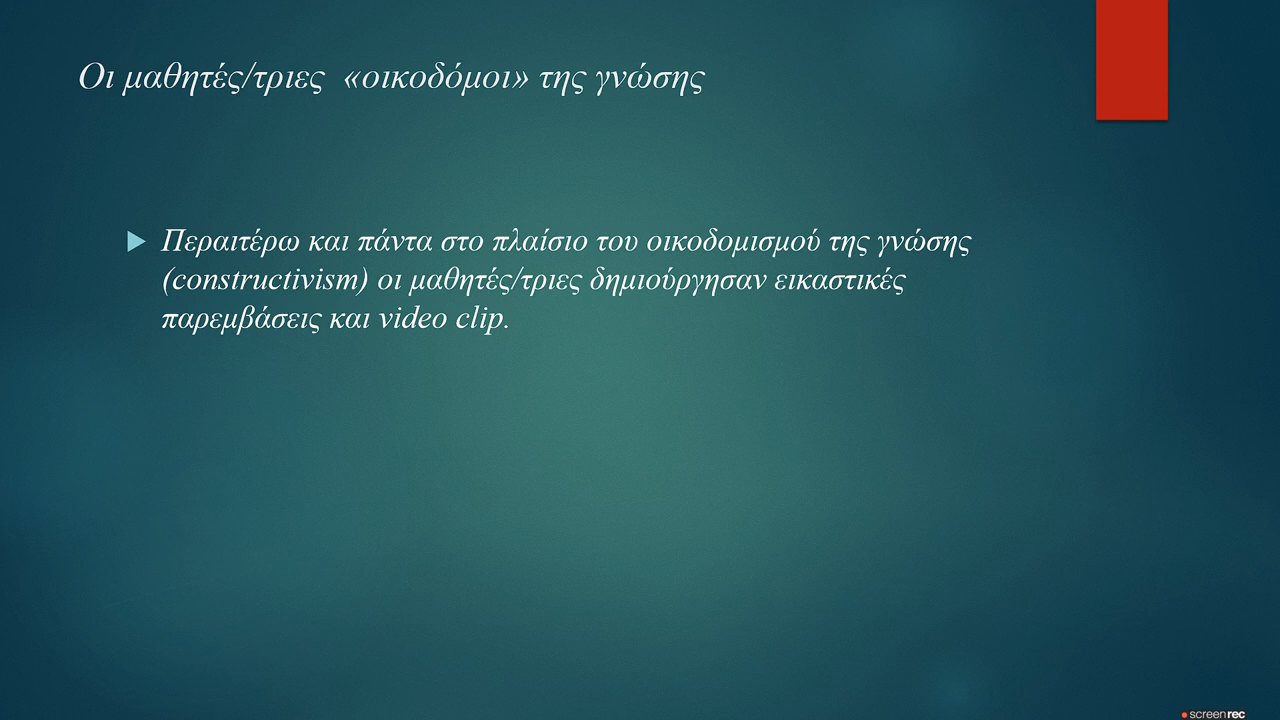 Οι μαθητές/τριες «οικοδόμοι» της γνώσης
Περαιτέρω και πάντα στο πλαίσιο του οικοδομισμού της γνώσης
(constructivism) οι μαθητές/τριες δημιούργησαν εικαστικές
παρεμβάσεις και video clip.
screenrec